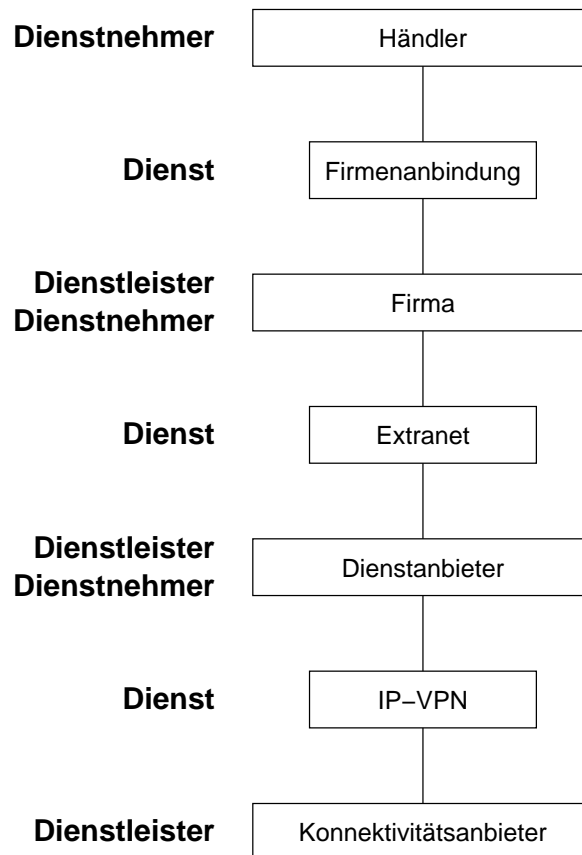 Dienstnehmer
Händler
Dienst
Firmenanbindung
Dienstleister
Dienstnehmer
Firma
Dienst
Extranet
Dienstleister
Dienstnehmer
Dienstanbieter
Dienst
IP−VPN
Dienstleister
Konnektivitätsanbieter